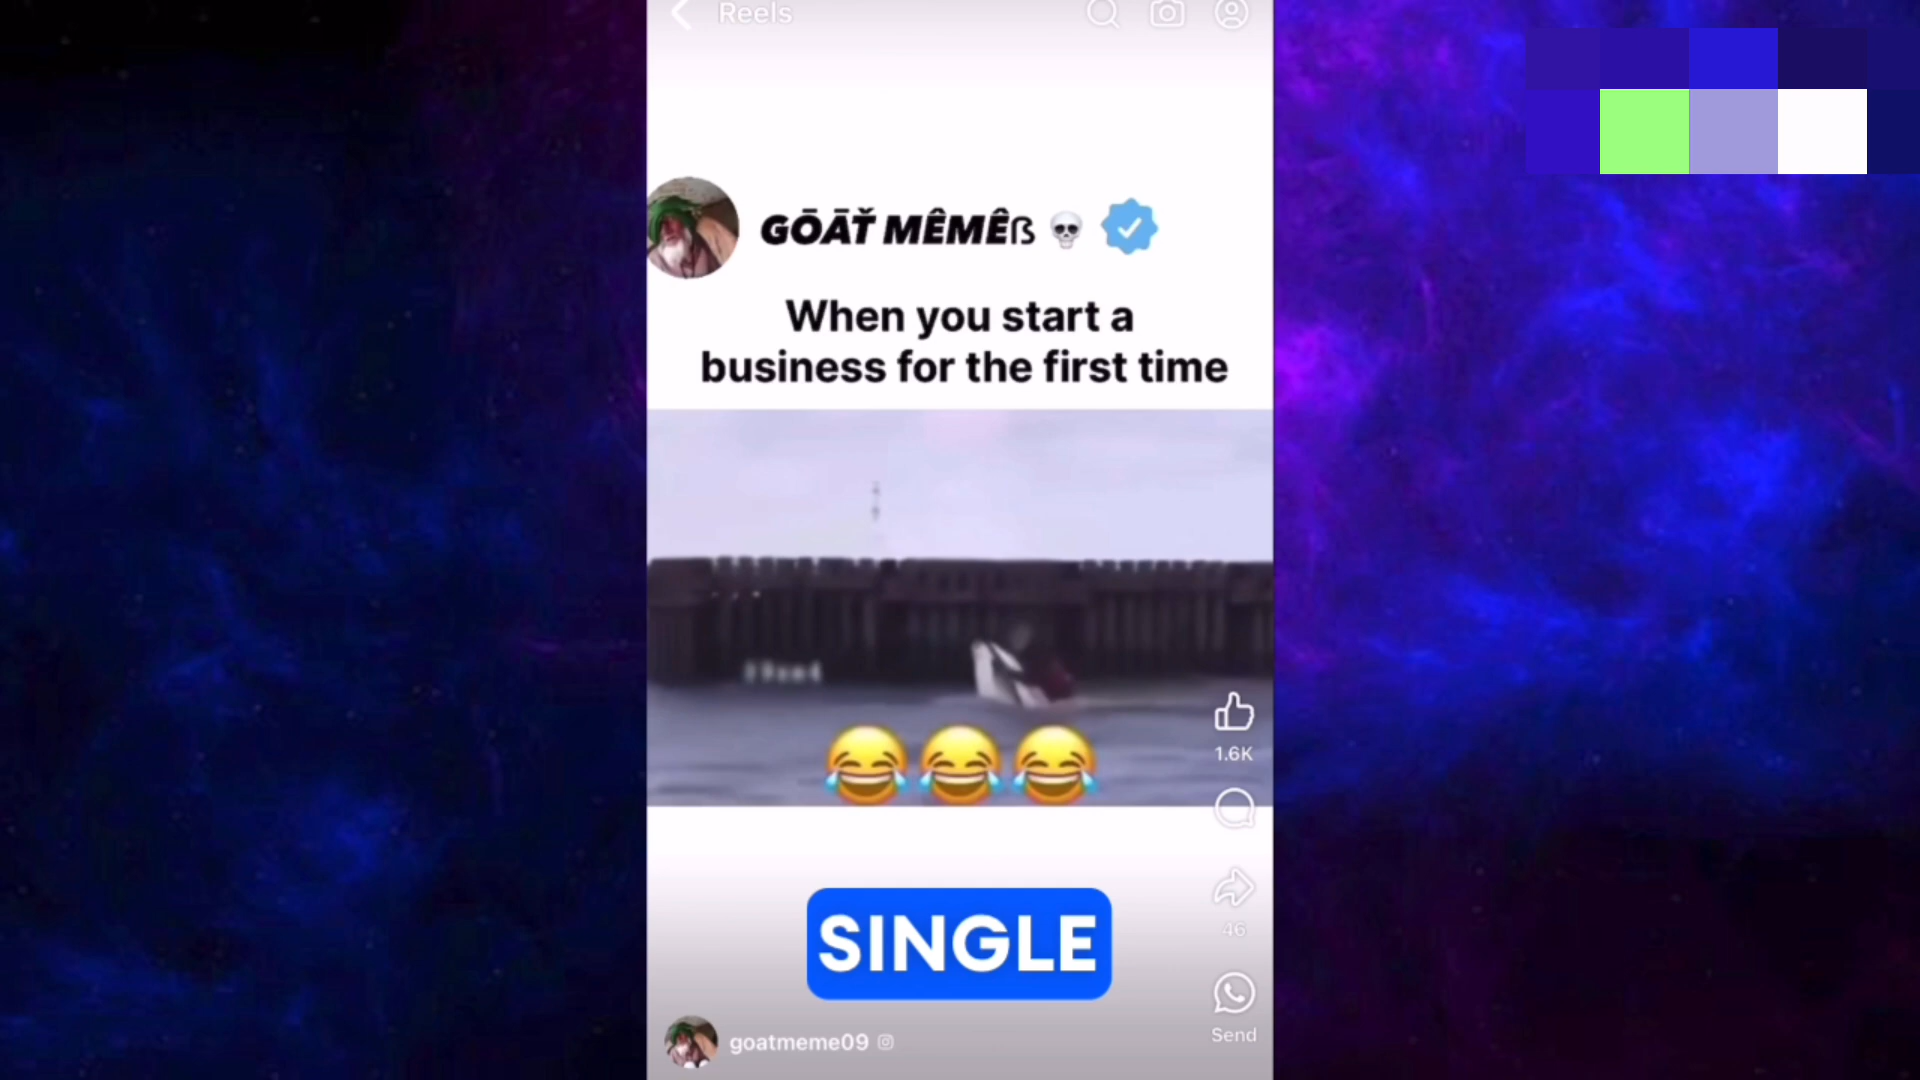 Reels
GŌĀŤ MÊMÊẞ 💀
When you start a
business for the first time
😂😂😂
1.6K
SINGLE
46
goatmeme09
Send